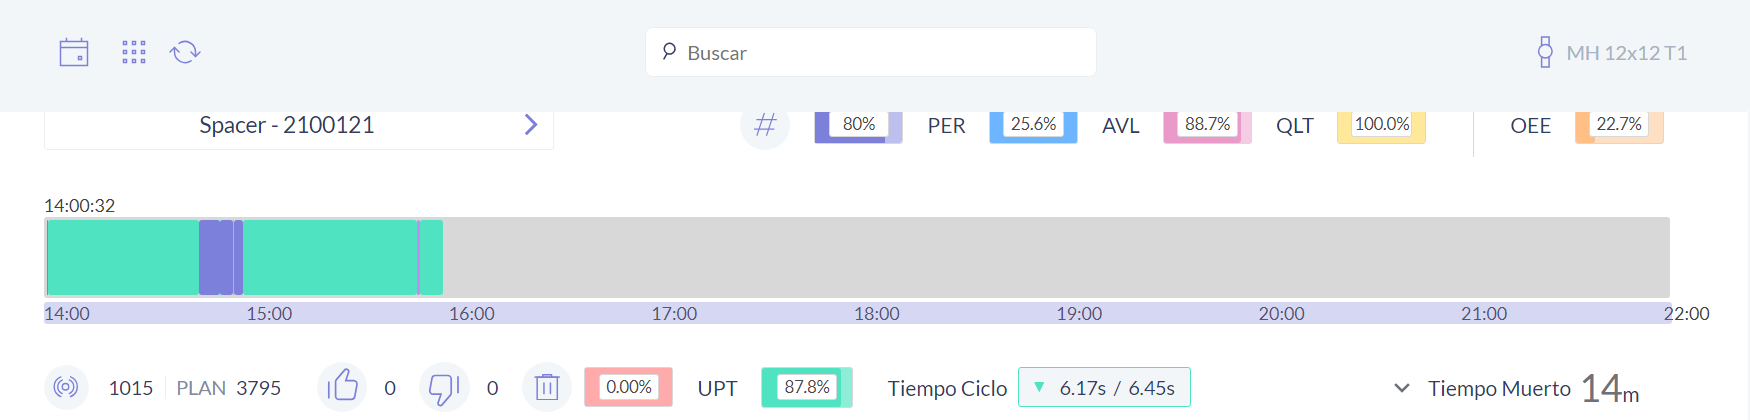 Buscar
MH 12x12 T1
Spacer - 2100121
# 80% PER 25.6% AVL 88.7% QLT 100.0% OEE 22.7%
14:00:32
14:00 15:00 16:00 17:00 18:00 19:00 20:00 21:00 22:00
1015 PLAN 3795 0 0 0.00% UPT 87.8% Tiempo Ciclo ▼ 6.17s / 6.45s Tiempo Muerto 14m